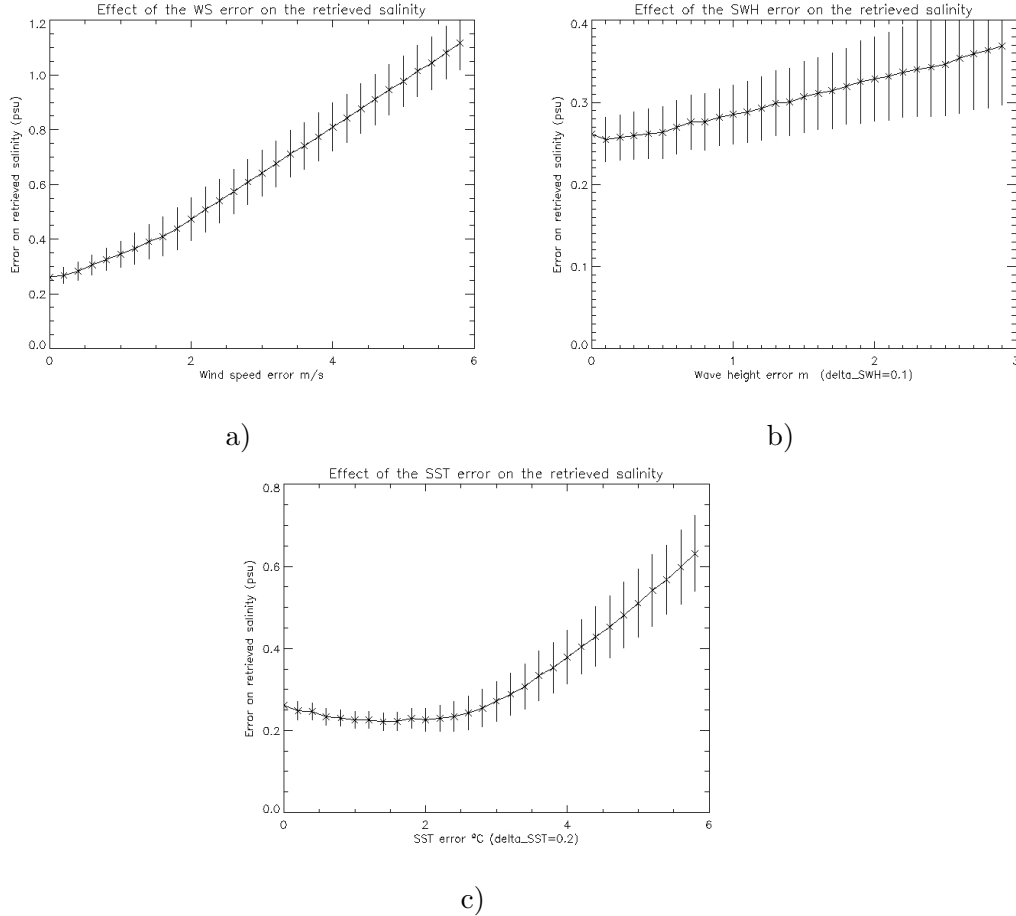 Effect of the WS error on the retrieved salinity
Error on retrieved salinity (psu)
1.2
1.0
0.8
0.6
0.4
0.2
0.0
0 2 4 6
Wind speed error m/s
a)
Effect of the SWH error on the retrieved salinity
Error on retrieved salinity (psu)
0.4
0.3
0.2
0.1
0.0
0 1 2 3
Wave height error m (delta_SWH=0.1)
b)
Effect of the SST error on the retrieved salinity
Error on retrieved salinity (psu)
0.8
0.6
0.4
0.2
0.0
0 2 4 6
SST error ºC (delta_SST=0.2)
c)